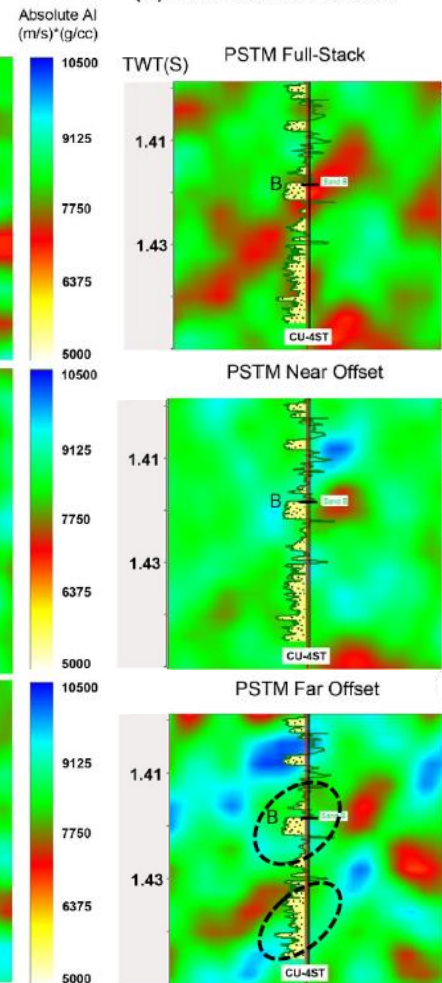 Absolute AI
(m/s)*(g/cc)
10500
9125
7750
6375
5000
TWT(S)
PSTM Full-Stack
1.41
B
Sand B
1.43
CU-4ST
10500
9125
7750
6375
5000
PSTM Near Offset
1.41
B
Sand B
1.43
CU-4ST
10500
9125
7750
6375
5000
PSTM Far Offset
1.41
B
1.43
CU-4ST